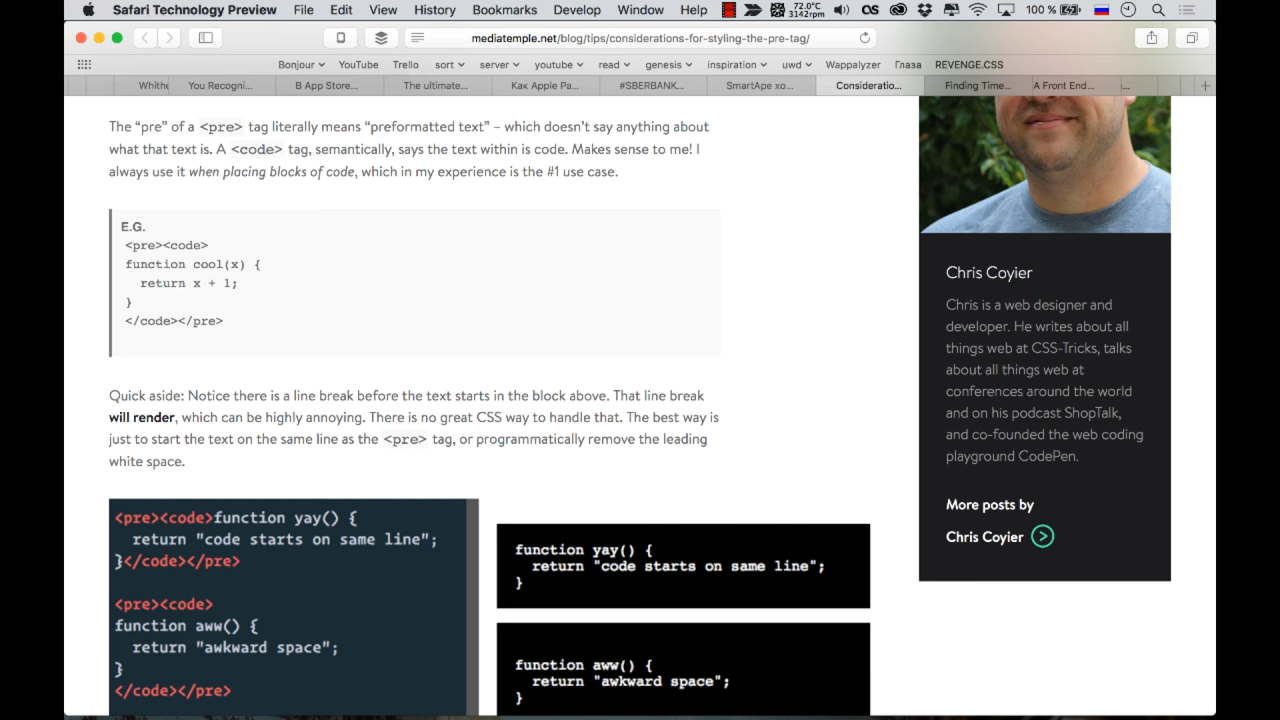 Safari Technology Preview File Edit View History Bookmarks Develop Window Help 72.0°C 3142rpm 100 %
mediatemple.net/blog/tips/considerations-for-styling-the-pre-tag/
Bonjour YouTube Trello sort server youtube read genesis inspiration uwd Wappalyzer Глаза REVENGE.CSS
Whithe You Recogni... B App Store... The ultimate... Как Apple Pa... #SBERBANK... SmartApe хо... Consideratio... Finding Time... A Front End... ...
The “pre” of a <pre> tag literally means “preformatted text” – which doesn’t say anything about
what that text is. A <code> tag, semantically, says the text within is code. Makes sense to me! I
always use it when placing blocks of code, which in my experience is the #1 use case.
E.G.
<pre><code>
function cool(x) {
return x + 1;
}
</code></pre>
Quick aside: Notice there is a line break before the text starts in the block above. That line break
will render, which can be highly annoying. There is no great CSS way to handle that. The best way is
just to start the text on the same line as the <pre> tag, or programmatically remove the leading
white space.
<pre><code>function yay() {
return "code starts on same line";
}</code></pre>
<pre><code>
function aww() {
return "awkward space";
}
</code></pre>
function yay() {
return "code starts on same line";
}
function aww() {
return "awkward space";
}
Chris Coyier
Chris is a web designer and
developer. He writes about all
things web at CSS-Tricks, talks
about all things web at
conferences around the world
and on his podcast ShopTalk,
and co-founded the web coding
playground CodePen.
More posts by
Chris Coyier